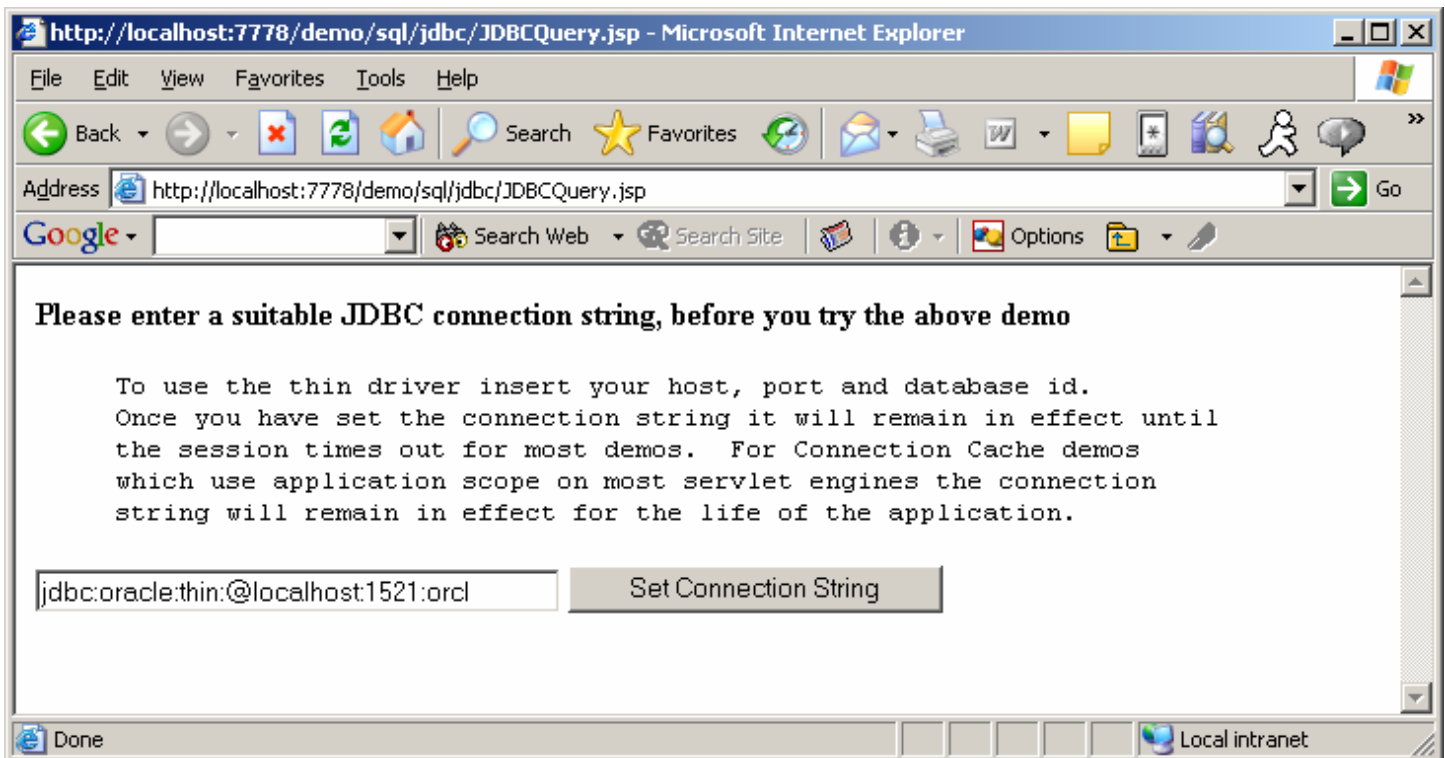 http://localhost:7778/demo/sql/jdbc/JDBCQuery.jsp - Microsoft Internet Explorer
File Edit View Favorites Tools Help
Back Search Favorites W »
Address http://localhost:7778/demo/sql/jdbc/JDBCQuery.jsp Go
Google Search Web Search Site Options
Please enter a suitable JDBC connection string, before you try the above demo
To use the thin driver insert your host, port and database id.
Once you have set the connection string it will remain in effect until
the session times out for most demos. For Connection Cache demos
which use application scope on most servlet engines the connection
string will remain in effect for the life of the application.
jdbc:oracle:thin:@localhost:1521:orcl Set Connection String
Done Local intranet